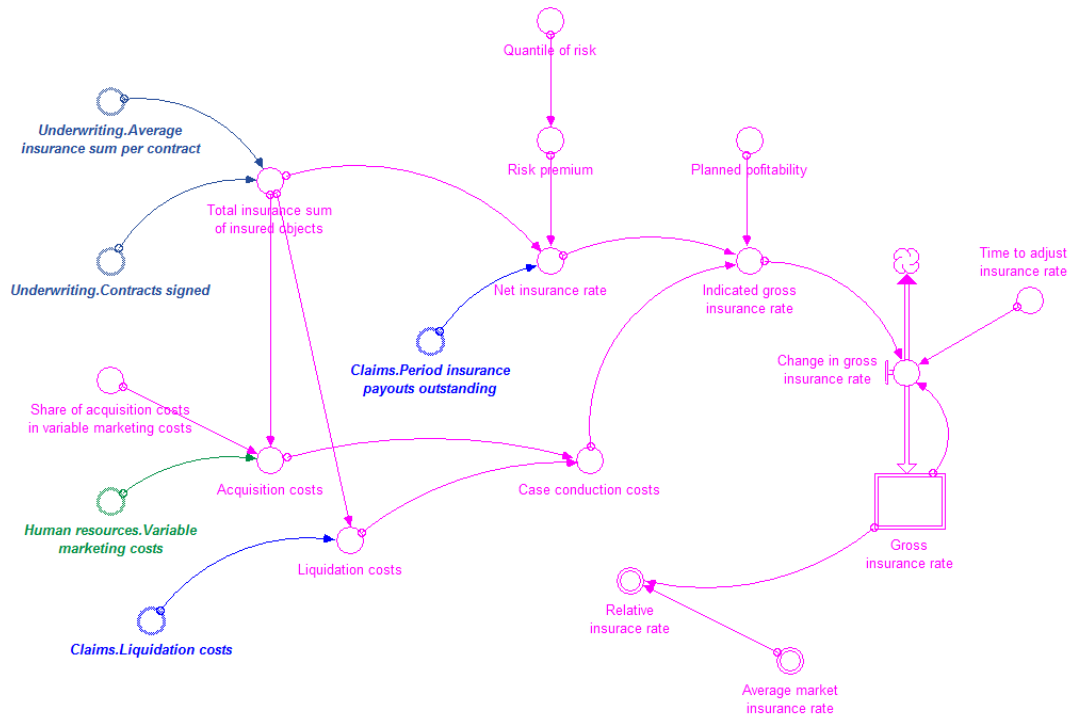 Quantile of risk
Underwriting.Average
insurance sum per contract
Risk premium
Planned pofitability
Total insurance sum
of insured objects
Underwriting.Contracts signed
Net insurance rate
Indicated gross
insurance rate
Time to adjust
insurance rate
Claims.Period insurance
payouts outstanding
Change in gross
insurance rate
Share of acquisition costs
in variable marketing costs
Acquisition costs
Case conduction costs
Human resources.Variable
marketing costs
Liquidation costs
Gross
insurance rate
Relative
insurace rate
Claims.Liquidation costs
Average market
insurance rate